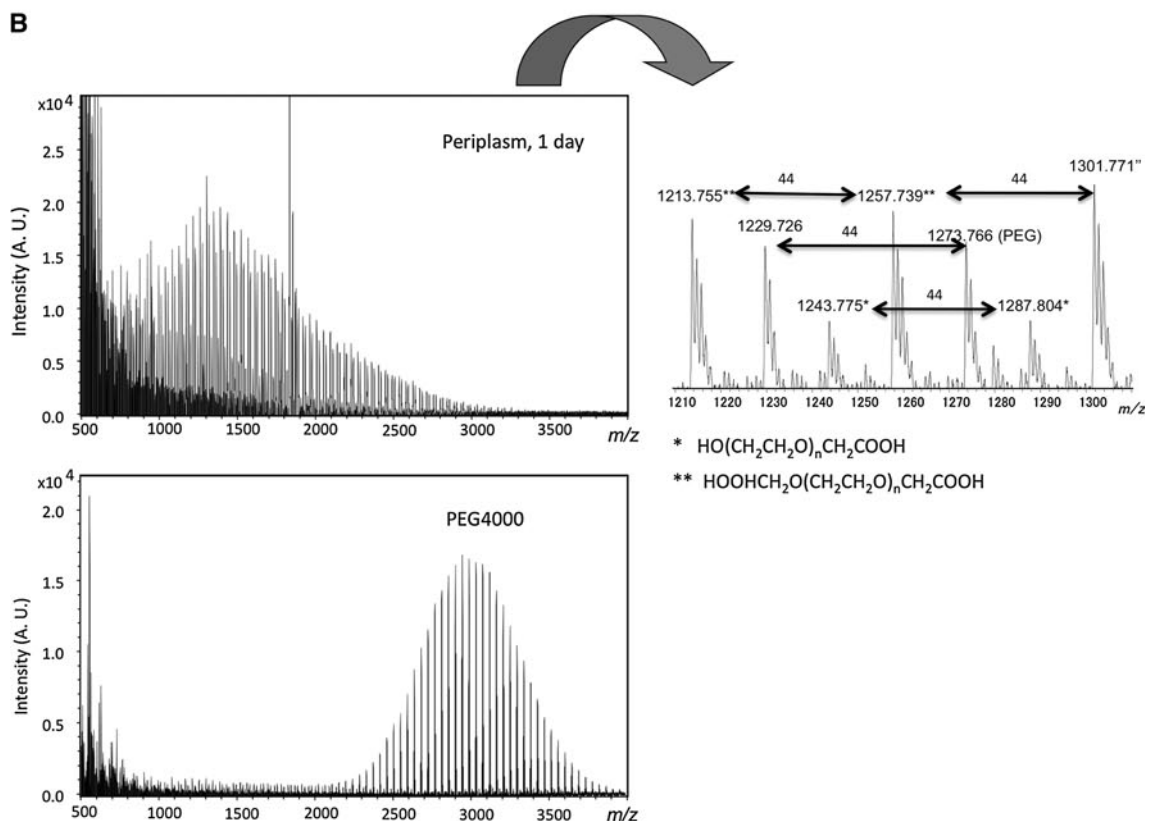 B
x10⁴
2.5
2.0
1.5
1.0
0.5
0.0
Intensity (A. U.)
Periplasm, 1 day
500 1000 1500 2000 2500 3000 3500
m/z
1301.771"
44
44
1213.755**
1257.739**
1229.726
44
1273.766 (PEG)
1243.775*
44
1287.804*
1210 1220 1230 1240 1250 1260 1270 1280 1290 1300
m/z
* HO(CH₂CH₂O)ₙCH₂COOH
** HOOHCH₂O(CH₂CH₂O)ₙCH₂COOH
x10⁴
2.0
1.5
1.0
0.5
0.0
Intensity (A. U.)
PEG4000
500 1000 1500 2000 2500 3000 3500
m/z